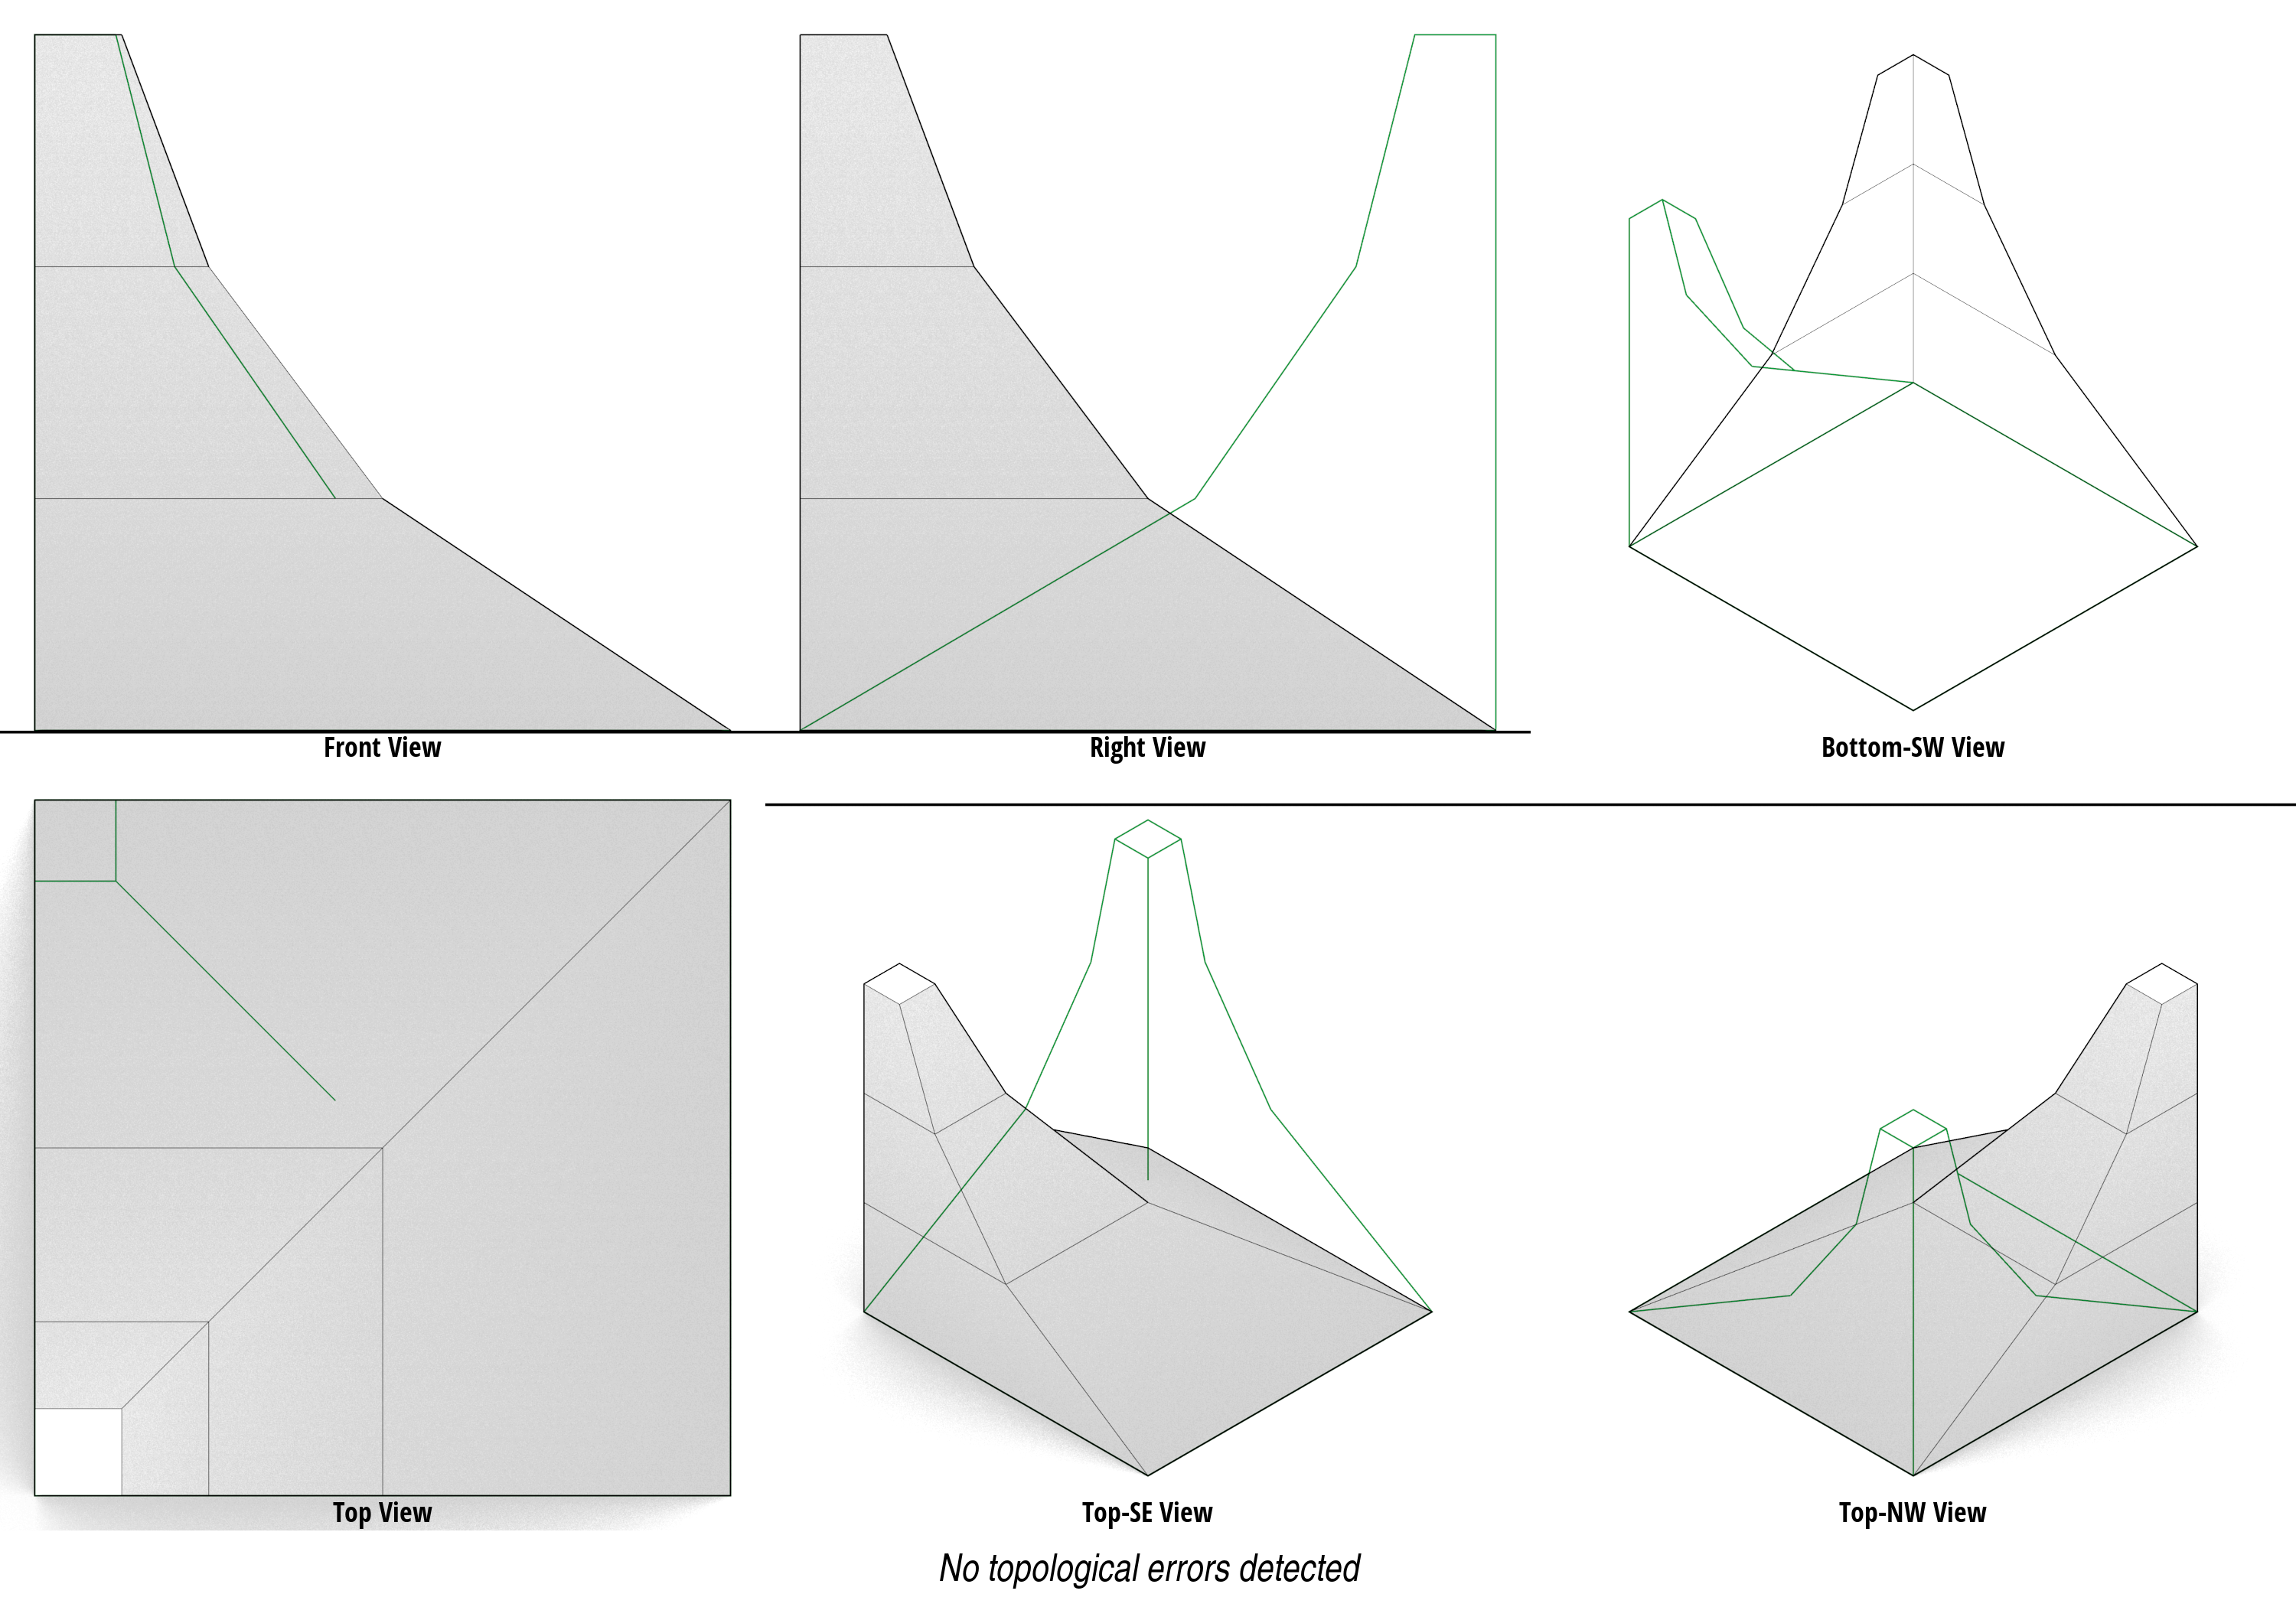 Front View
Right View
Bottom-SW View
Top View
Top-SE View
Top-NW View
No topological errors detected